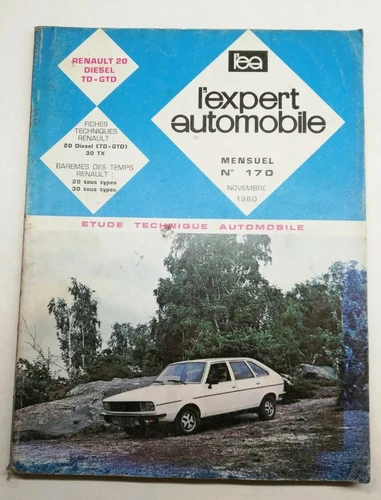 RENAULT 20
DIESEL
TD-GTD
FICHES
TECHNIQUES
RENAULT :
20 Diesel (TD-GTD)
30 TX
BAREMES DES TEMPS
RENAULT :
20 tous types
30 tous types
l'ea
l'expert
automobile
MENSUEL
N° 170
NOVEMBRE
1980
ETUDE TECHNIQUE AUTOMOBILE